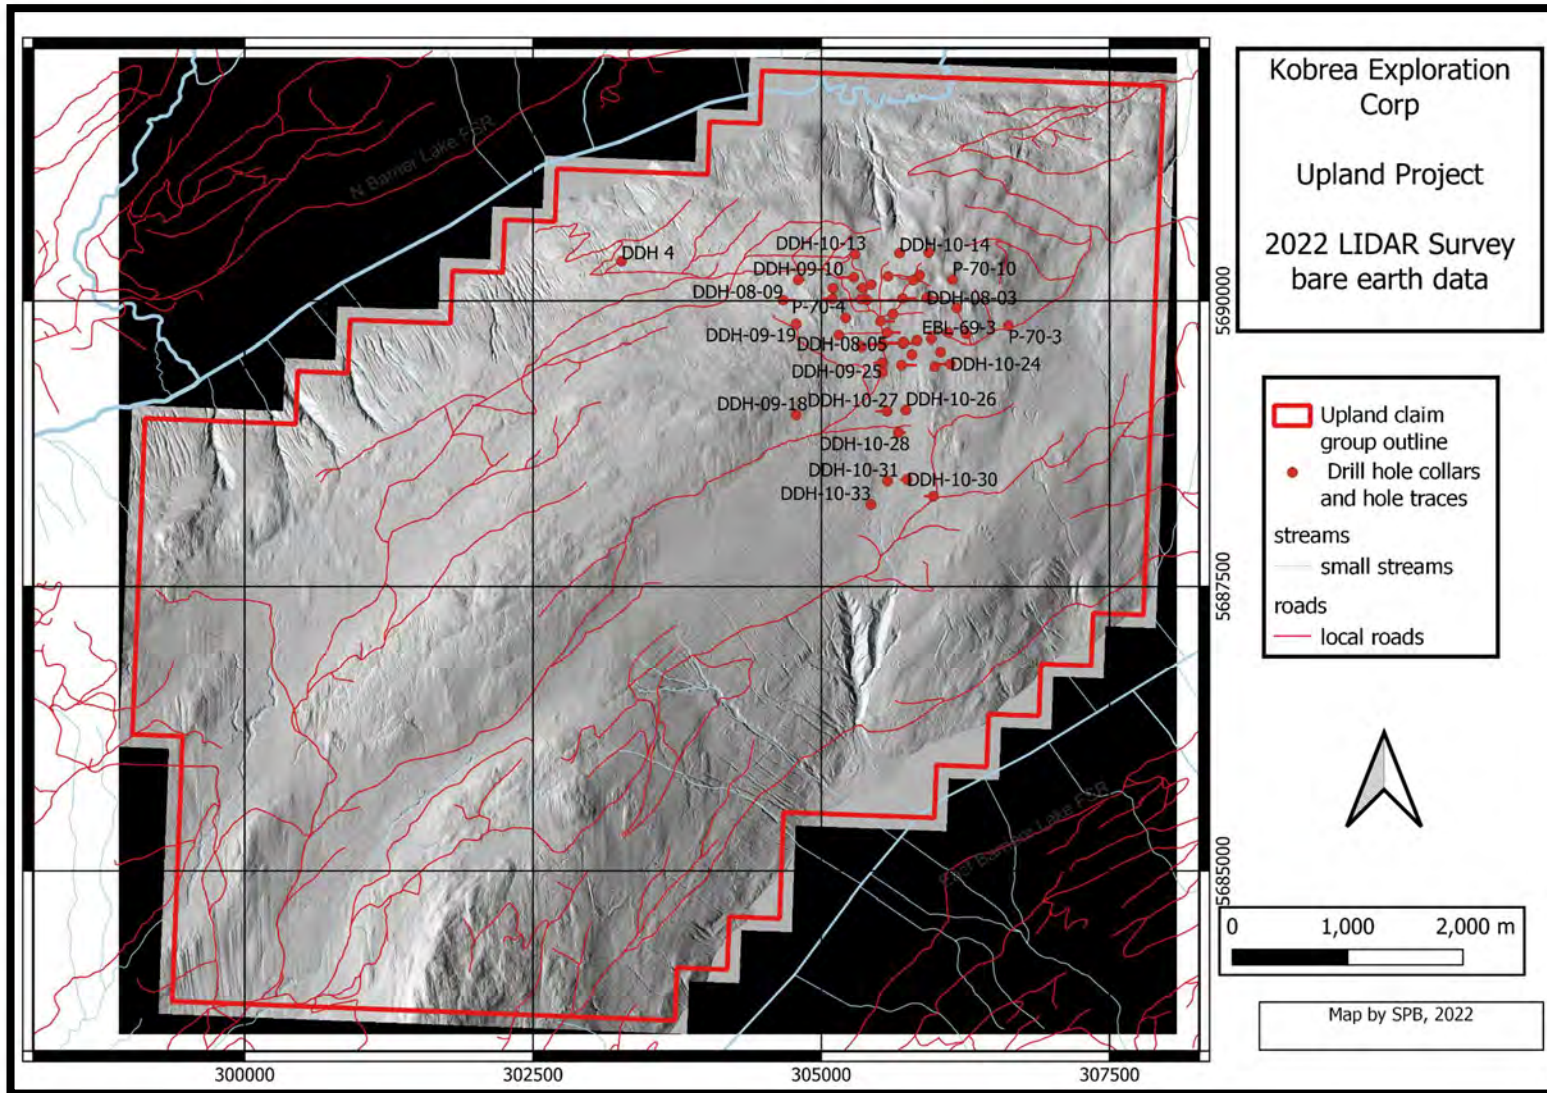 Kobrea Exploration
Corp
Upland Project
2022 LIDAR Survey
bare earth data
Upland claim
group outline
Drill hole collars
and hole traces
streams
small streams
roads
local roads
0 1,000 2,000 m
Map by SPB, 2022
N Barrier Lake FSR
DDH 4
DDH-10-13
DDH-10-14
DDH-09-10
P-70-10
DDH-08-09
DDH-08-03
P-70-4
EBL-69-3
DDH-09-19
DDH-08-05
P-70-3
DDH-09-25
DDH-10-24
DDH-09-18
DDH-10-27
DDH-10-26
DDH-10-28
DDH-10-31
DDH-10-30
DDH-10-33
Barriere Lake FSR
5690000
5687500
5685000
300000
302500
305000
307500